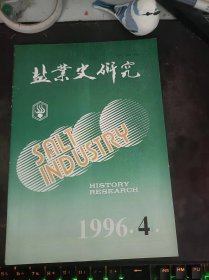 盐业史研究
SALT
INDUSTRY
HISTORY
RESEARCH
1996.4